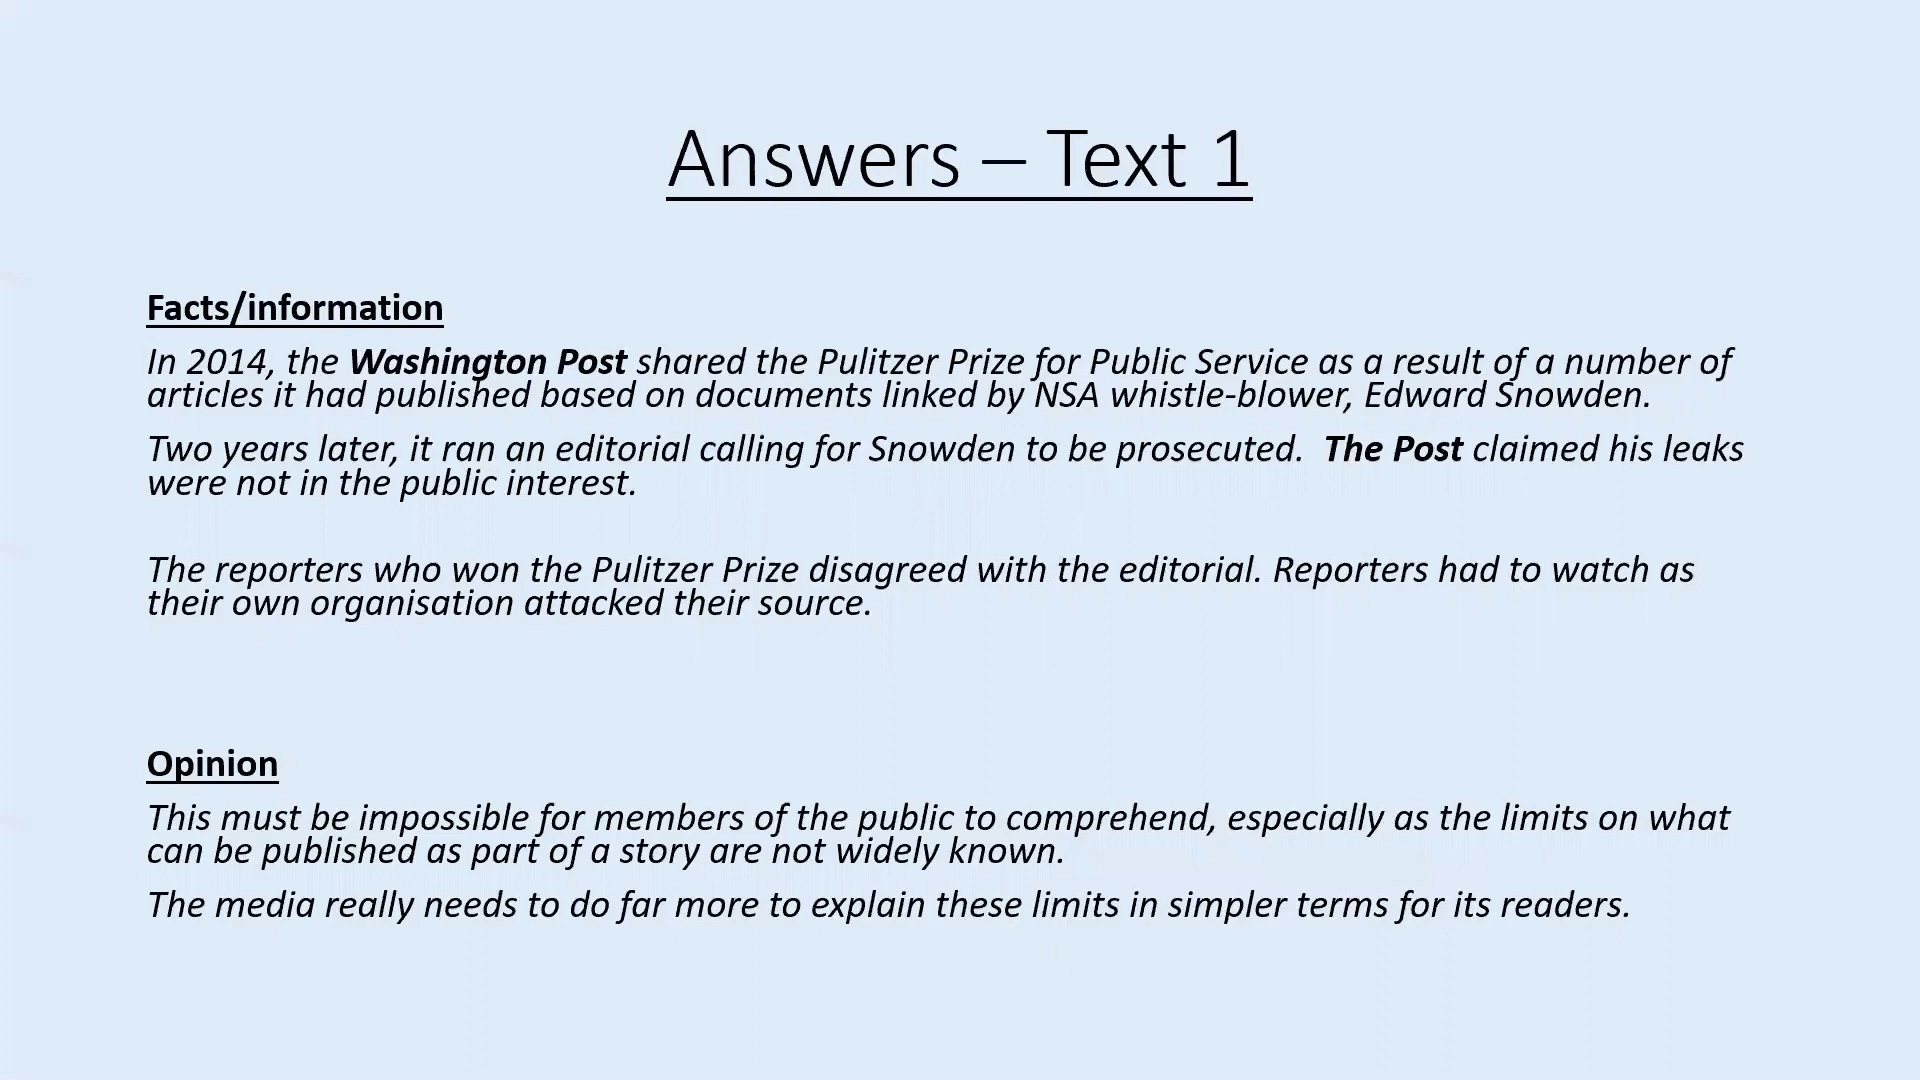 Answers – Text 1
Facts/information
In 2014, the Washington Post shared the Pulitzer Prize for Public Service as a result of a number of
articles it had published based on documents linked by NSA whistle-blower, Edward Snowden.
Two years later, it ran an editorial calling for Snowden to be prosecuted.  The Post claimed his leaks
were not in the public interest.
The reporters who won the Pulitzer Prize disagreed with the editorial. Reporters had to watch as
their own organisation attacked their source.
Opinion
This must be impossible for members of the public to comprehend, especially as the limits on what
can be published as part of a story are not widely known.
The media really needs to do far more to explain these limits in simpler terms for its readers.